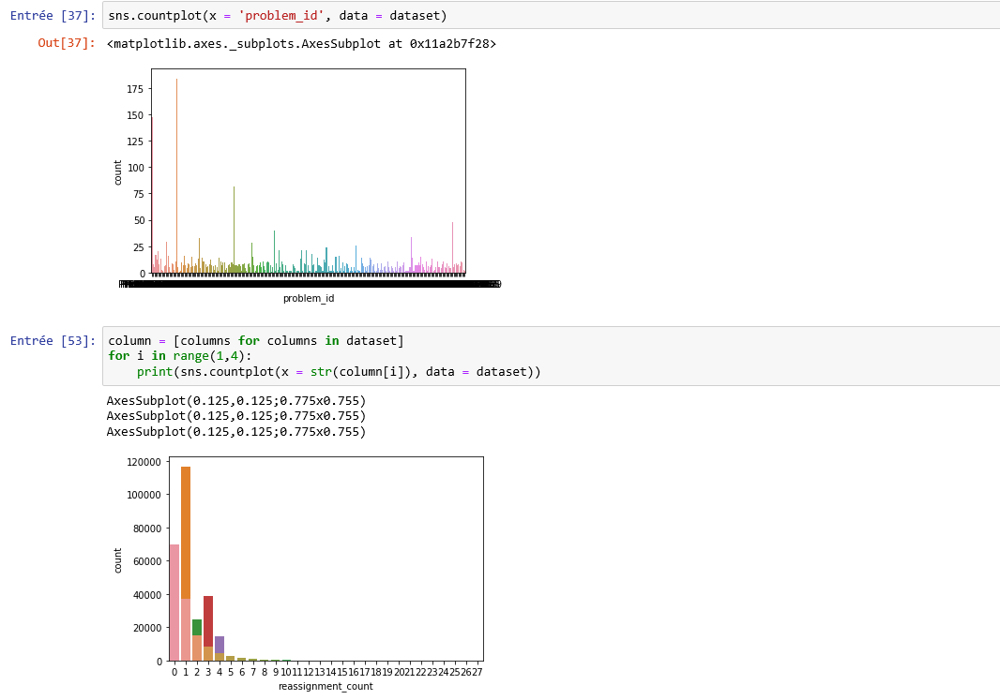 Entrée [37]: sns.countplot(x = 'problem_id', data = dataset)
Out[37]: <matplotlib.axes._subplots.AxesSubplot at 0x11a2b7f28>
175
150
125
100
75
50
25
0
count
problem_id
Entrée [53]: column = [columns for columns in dataset]
for i in range(1,4):
    print(sns.countplot(x = str(column[i]), data = dataset))
AxesSubplot(0.125,0.125;0.775x0.755)
AxesSubplot(0.125,0.125;0.775x0.755)
AxesSubplot(0.125,0.125;0.775x0.755)
120000
100000
80000
60000
40000
20000
0
count
0 1 2 3 4 5 6 7 8 9 10 11 12 13 14 15 16 17 18 19 20 21 22 23 24 25 26 27
reassignment_count